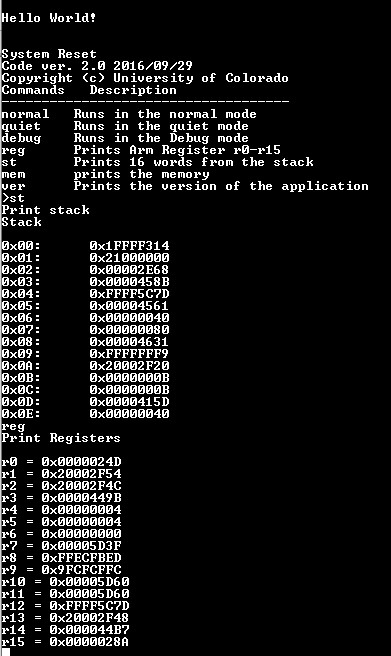 Hello World!
System Reset
Code ver. 2.0 2016/09/29
Copyright (c) University of Colorado
Commands   Description
------------------------------------
normal   Runs in the normal mode
quiet    Runs in the quiet mode
debug    Runs in the Debug mode
reg      Prints Arm Register r0-r15
st       Prints 16 words from the stack
mem      prints the memory
ver      Prints the version of the application
>st
Print stack
Stack
0x00:      0x1FFFF314
0x01:      0x21000000
0x02:      0x00002E68
0x03:      0x0000458B
0x04:      0xFFFF5C7D
0x05:      0x00004561
0x06:      0x00000040
0x07:      0x00000080
0x08:      0x00004631
0x09:      0xFFFFFFF9
0x0A:      0x20002F20
0x0B:      0x0000000B
0x0C:      0x0000000B
0x0D:      0x0000415D
0x0E:      0x00000040
reg
Print Registers
r0 = 0x0000024D
r1 = 0x20002F54
r2 = 0x20002F4C
r3 = 0x0000449B
r4 = 0x00000004
r5 = 0x00000004
r6 = 0x00000000
r7 = 0x00005D3F
r8 = 0xFFECFBED
r9 = 0x9FCFCFFC
r10 = 0x00005D60
r11 = 0x00005D60
r12 = 0xFFFF5C7D
r13 = 0x20002F48
r14 = 0x000044B7
r15 = 0x0000028A